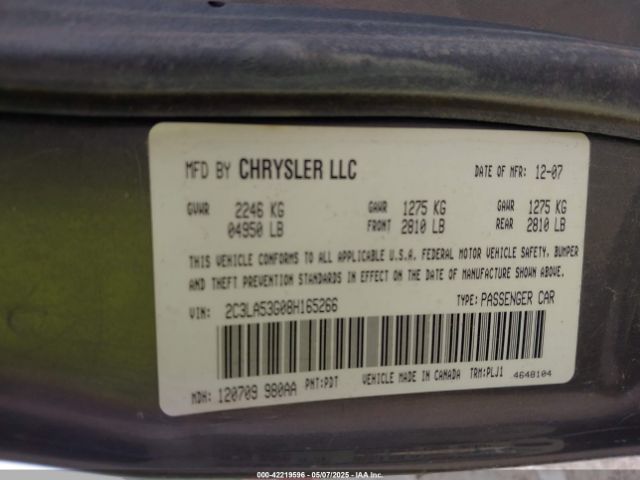 MFD BY CHRYSLER LLC DATE OF MFR: 12-07
GVWR 2246 KG GAWR 1275 KG GAWR 1275 KG
04950 LB FRONT 2810 LB REAR 2810 LB
THIS VEHICLE CONFORMS TO ALL APPLICABLE U.S.A. FEDERAL MOTOR VEHICLE SAFETY, BUMPER
AND THEFT PREVENTION STANDARDS IN EFFECT ON THE DATE OF MANUFACTURE SHOWN ABOVE.
VIN: 2C3LA53G08H165266 TYPE: PASSENGER CAR
MDH: 120709 980AA PNT:PDT VEHICLE MADE IN CANADA TRM:PLJ1 4648104
00-42219596 - 05/07/2025 - IAAI.COM